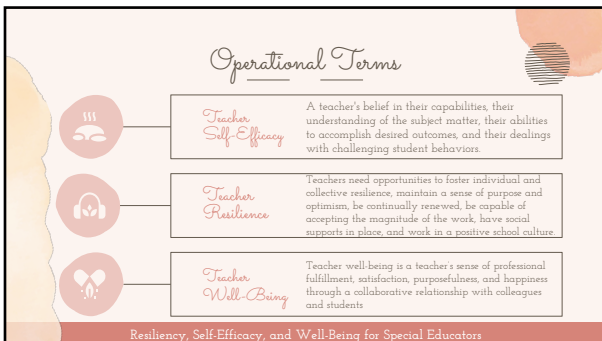 Operational Terms
Teacher
Self-Efficacy
A teacher's belief in their capabilities, their
understanding of the subject matter, their abilities
to accomplish desired outcomes, and their dealings
with challenging student behaviors.
Teacher
Resilience
Teachers need opportunities to foster individual and
collective resilience, maintain a sense of purpose and
optimism, be continually renewed, be capable of
accepting the magnitude of the work, have social
supports in place, and work in a positive school culture.
Teacher
Well-Being
Teacher well-being is a teacher's sense of professional
fulfillment, satisfaction, purposefulness, and happiness
through a collaborative relationship with colleagues
and students
Resiliency, Self-Efficacy, and Well-Being for Special Educators